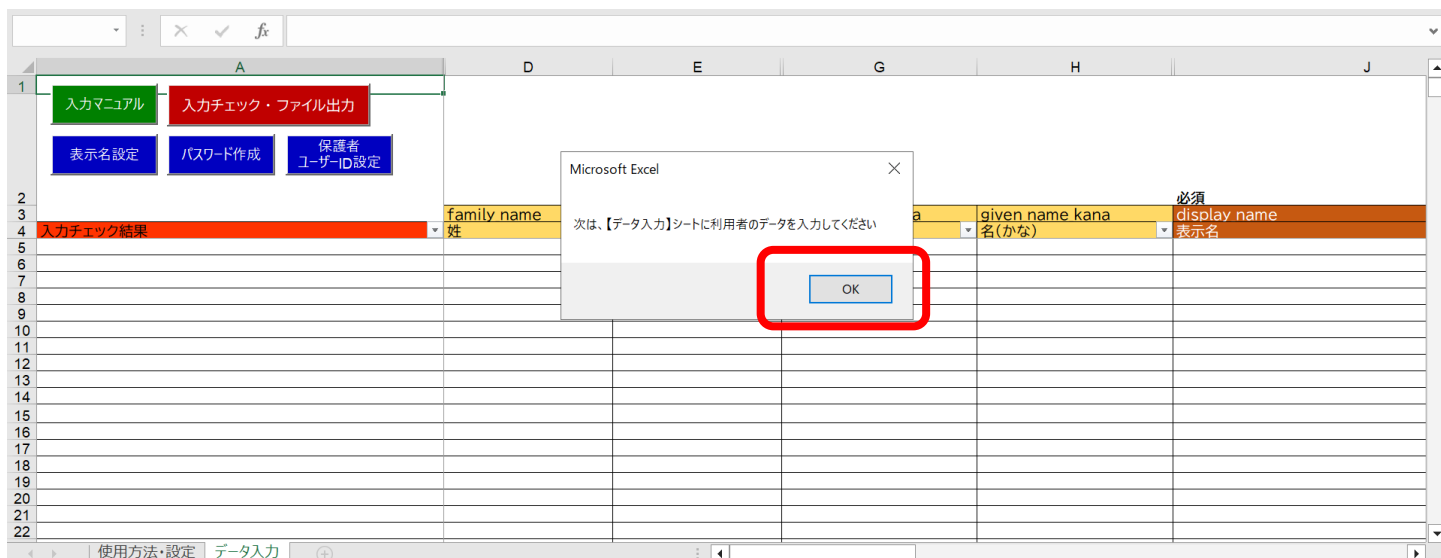 fx
A D E G H J
1
入力マニュアル 入力チェック・ファイル出力
表示名設定 パスワード作成 保護者
ユーザーID設定
Microsoft Excel
次は、【データ入力】シートに利用者のデータを入力してください
OK
2 必須
3 family name a given name kana display name
4 入力チェック結果 姓 名(かな) 表示名
5
6
7
8
9
10
11
12
13
14
15
16
17
18
19
20
21
22
使用方法・設定 データ入力